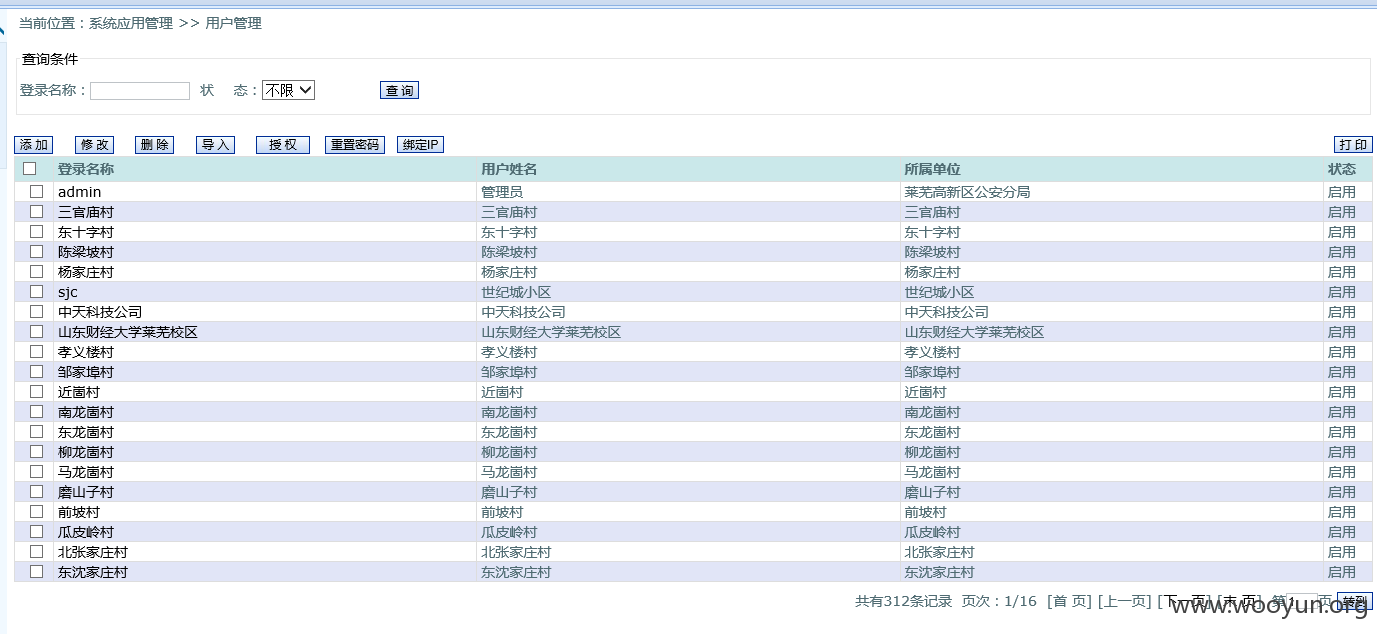 当前位置：系统应用管理 >> 用户管理
查询条件
登录名称： 状 态：不限 查 询
添 加 修 改 删 除 导 入 授 权 重置密码 绑定IP 打 印
登录名称 用户姓名 所属单位 状态
admin 管理员 莱芜高新区公安分局 启用
三官庙村 三官庙村 三官庙村 启用
东十字村 东十字村 东十字村 启用
陈梁坡村 陈梁坡村 陈梁坡村 启用
杨家庄村 杨家庄村 杨家庄村 启用
sjc 世纪城小区 世纪城小区 启用
中天科技公司 中天科技公司 中天科技公司 启用
山东财经大学莱芜校区 山东财经大学莱芜校区 山东财经大学莱芜校区 启用
孝义楼村 孝义楼村 孝义楼村 启用
邹家埠村 邹家埠村 邹家埠村 启用
近崮村 近崮村 近崮村 启用
南龙崮村 南龙崮村 南龙崮村 启用
东龙崮村 东龙崮村 东龙崮村 启用
柳龙崮村 柳龙崮村 柳龙崮村 启用
马龙崮村 马龙崮村 马龙崮村 启用
磨山子村 磨山子村 磨山子村 启用
前坡村 前坡村 前坡村 启用
瓜皮岭村 瓜皮岭村 瓜皮岭村 启用
北张家庄村 北张家庄村 北张家庄村 启用
东沈家庄村 东沈家庄村 东沈家庄村 启用
共有312条记录 页次：1/16 [首 页] [上一页] [下一页] [末 页] 第1页 转到
www.wooyun.org